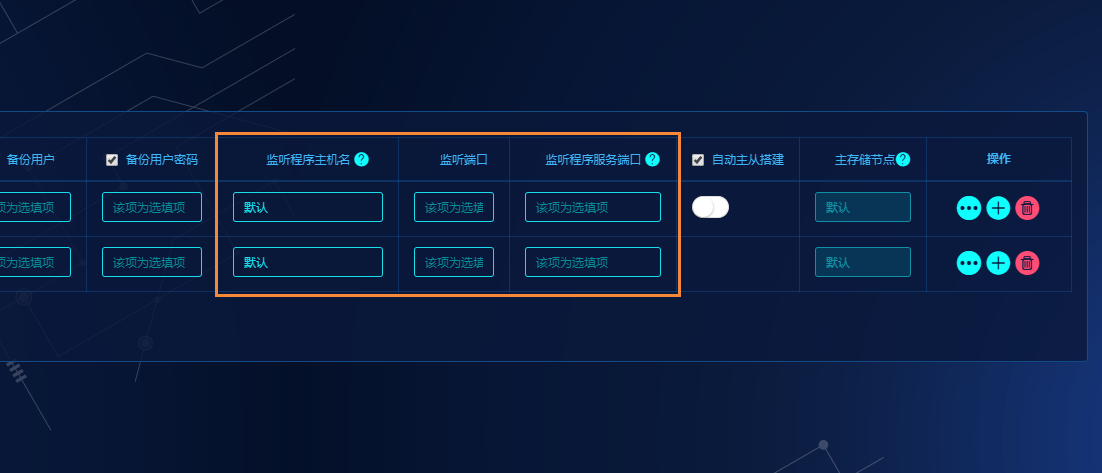 备份用户 备份用户密码 监听程序主机名 监听端口 监听程序服务端口 自动主从搭建 主存储节点 操作
项为选填项 该项为选填项 默认 该项为选填项 该项为选填项 默认
项为选填项 该项为选填项 默认 该项为选填项 该项为选填项 默认